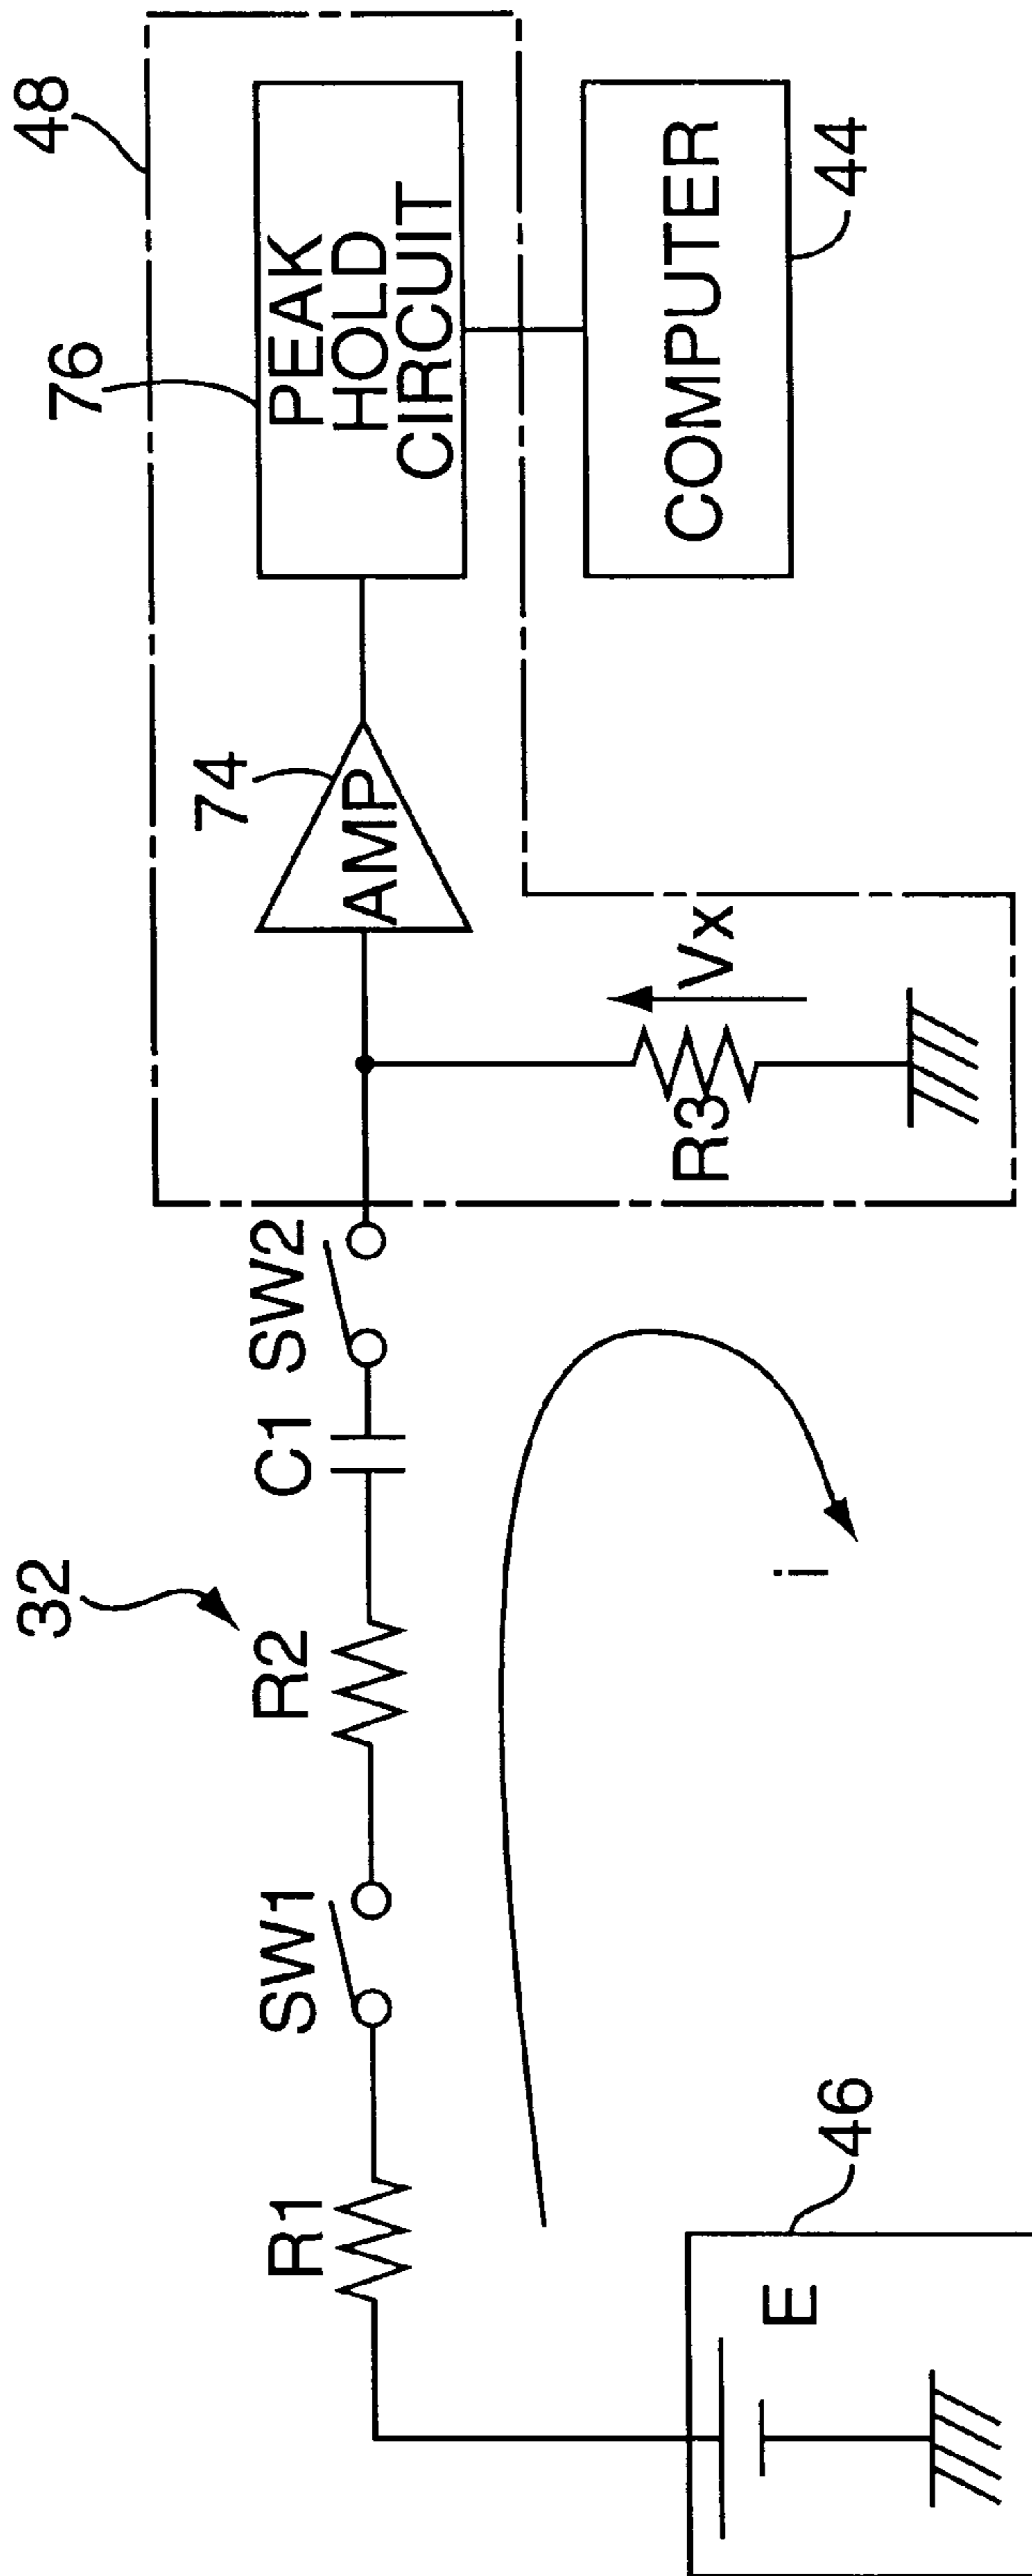 48
76
PEAK
HOLD
CIRCUIT
74
AMP
COMPUTER
44
Vx
R3
32
SW2
C1
R2
SW1
R1
i
E
46